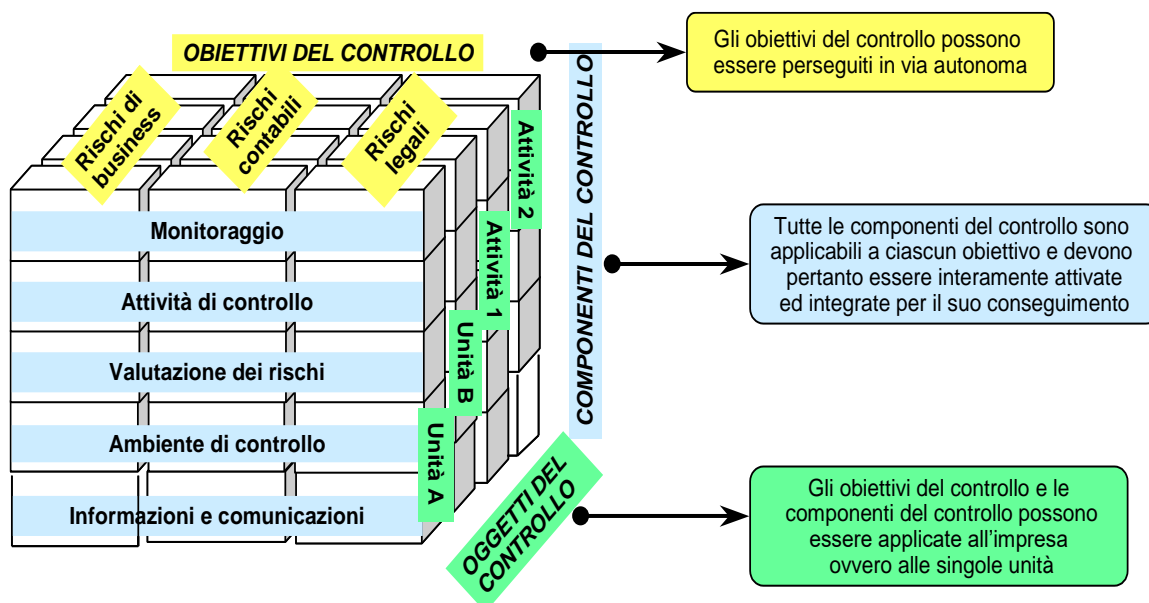 OBIETTIVI DEL CONTROLLO
Rischi di
business
Rischi
contabili
Rischi
legali
Monitoraggio
Attività di controllo
Valutazione dei rischi
Ambiente di controllo
Informazioni e comunicazioni
Unità A
Unità B
Attività 1
Attività 2
COMPONENTI DEL CONTROLLO
OGGETTI DEL
CONTROLLO
Gli obiettivi del controllo possono
essere perseguiti in via autonoma
Tutte le componenti del controllo sono
applicabili a ciascun obiettivo e devono
pertanto essere interamente attivate
ed integrate per il suo conseguimento
Gli obiettivi del controllo e le
componenti del controllo possono
essere applicate all'impresa
ovvero alle singole unità